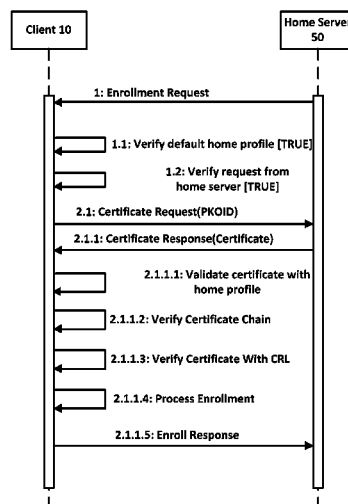 Client 10
Home Server
50
1: Enrollment Request
1.1: Verify default home profile [TRUE]
1.2: Verify request from
home server [TRUE]
2.1: Certificate Request(PKOID)
2.1.1: Certificate Response(Certificate)
2.1.1.1: Validate certificate with
home profile
2.1.1.2: Verify Certificate Chain
2.1.1.3: Verify Certificate With CRL
2.1.1.4: Process Enrollment
2.1.1.5: Enroll Response